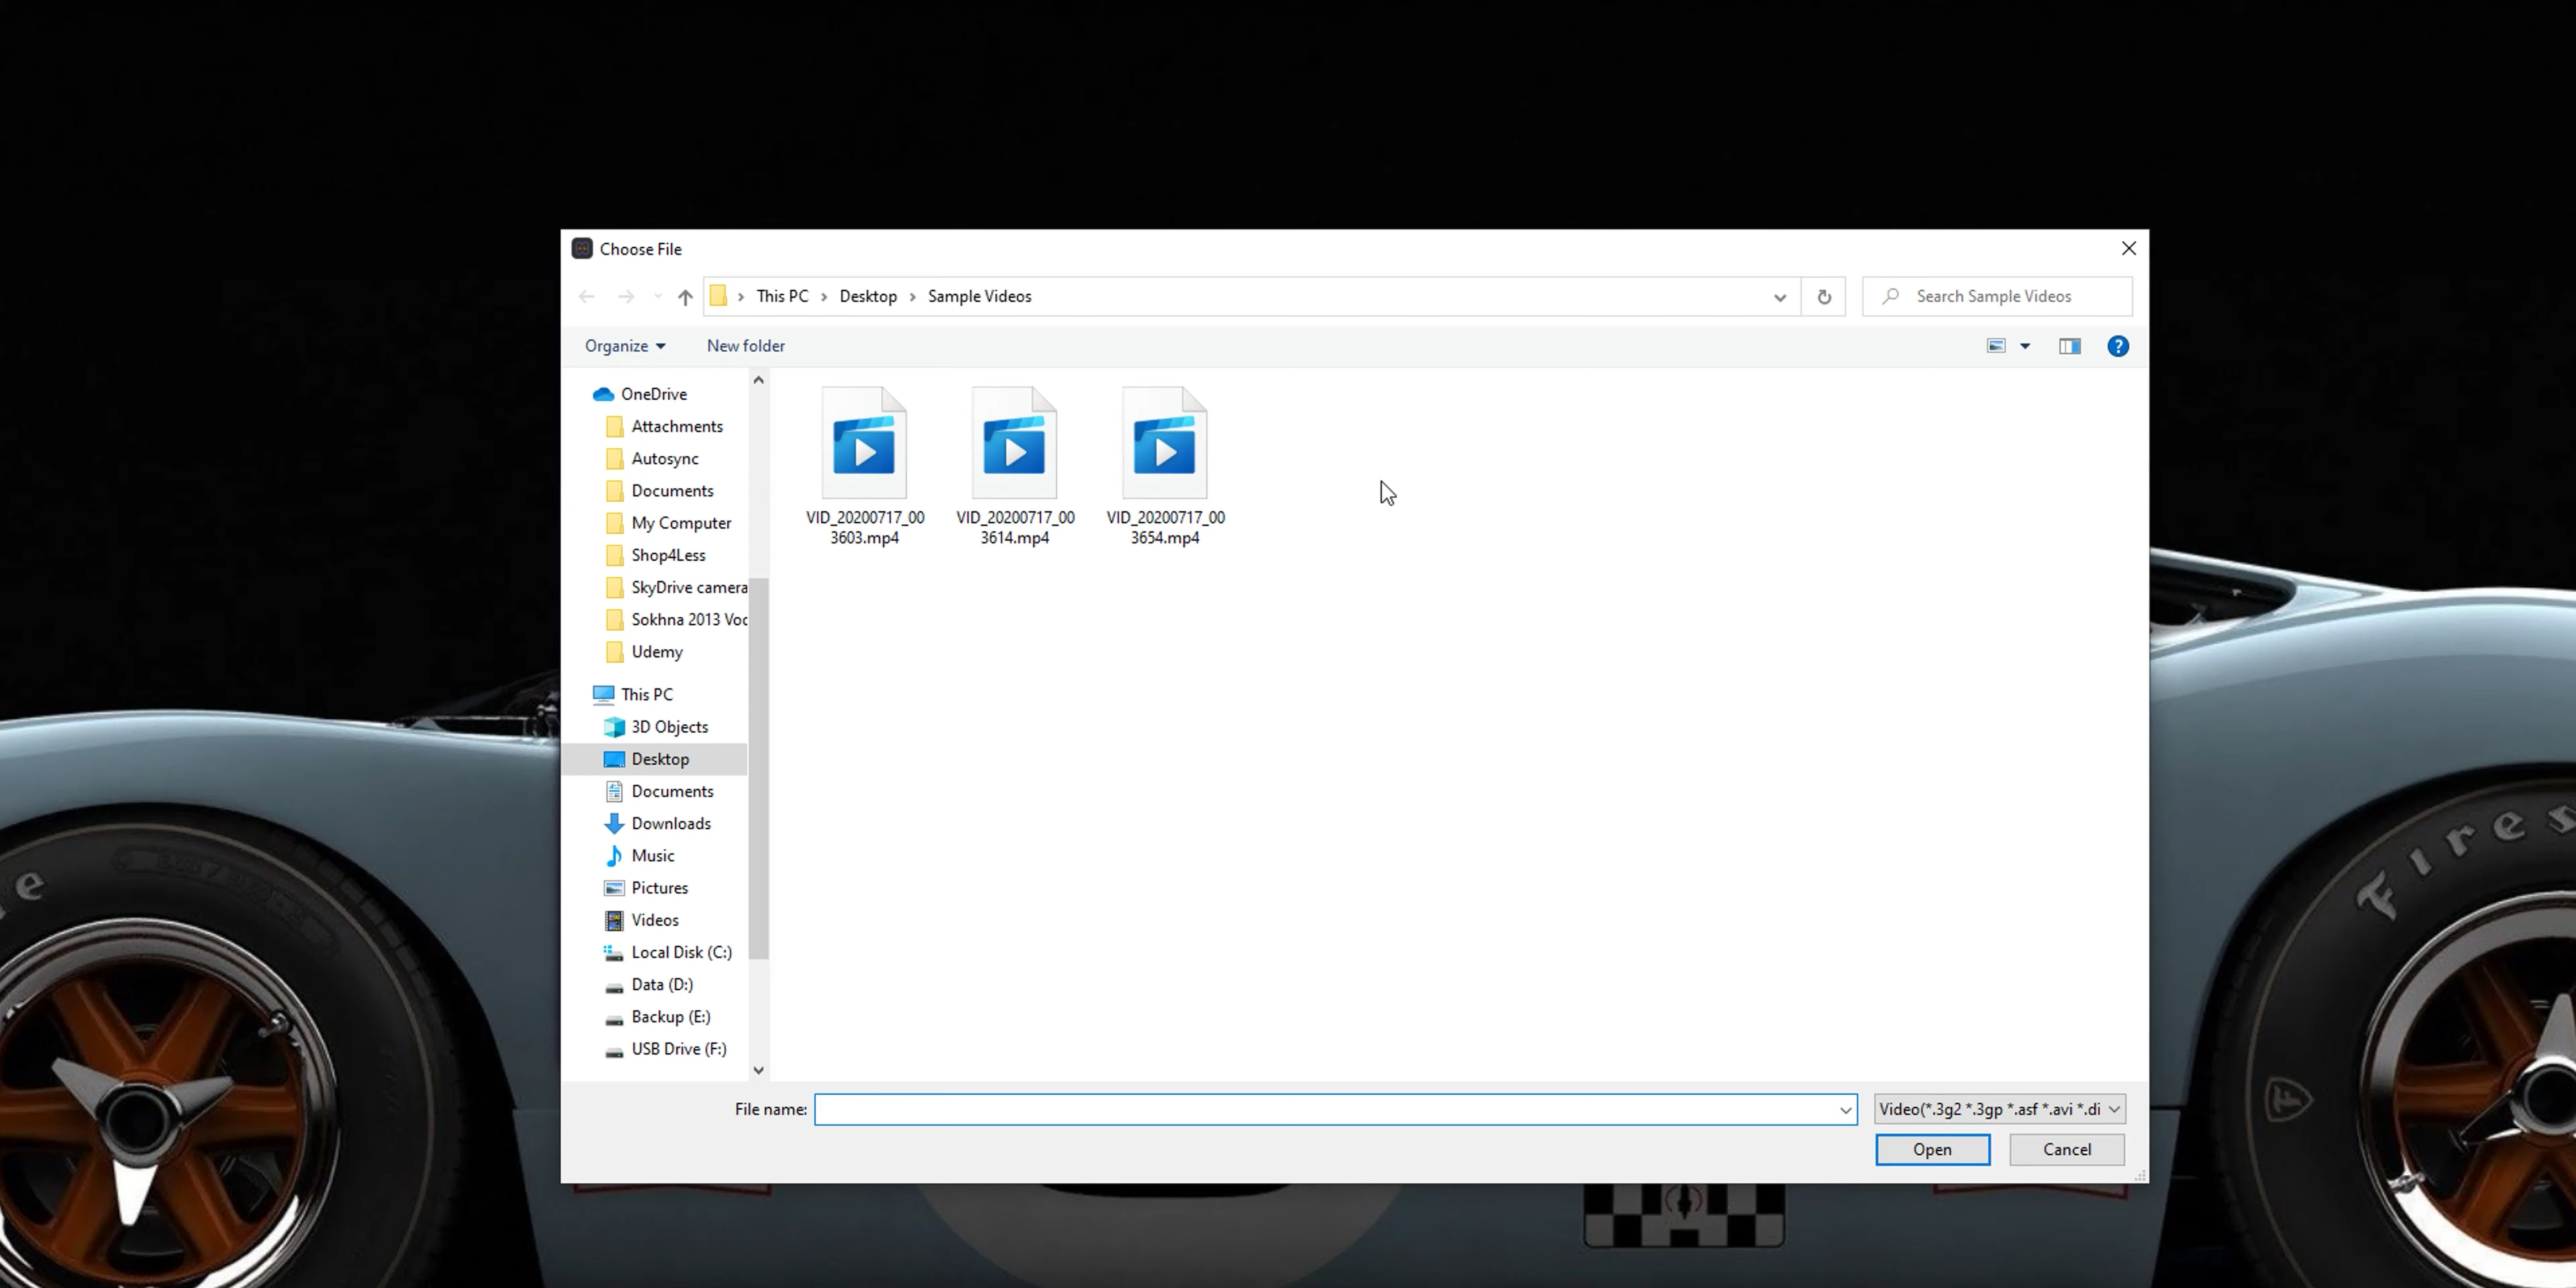 Choose File
This PC
Desktop
Sample Videos
Search Sample Videos
Organize
New folder
OneDrive
Attachments
Autosync
Documents
My Computer
Shop4Less
SkyDrive camera
Sokhna 2013 Voc
Udemy
This PC
3D Objects
Desktop
Documents
Downloads
Music
Pictures
Videos
Local Disk (C:)
Data (D:)
Backup (E:)
USB Drive (F:)
VID_20200717_00
3603.mp4
VID_20200717_00
3614.mp4
VID_20200717_00
3654.mp4
e
Fires
F
File name:
Video(*.3g2 *.3gp *.asf *.avi *.di
Open
Cancel